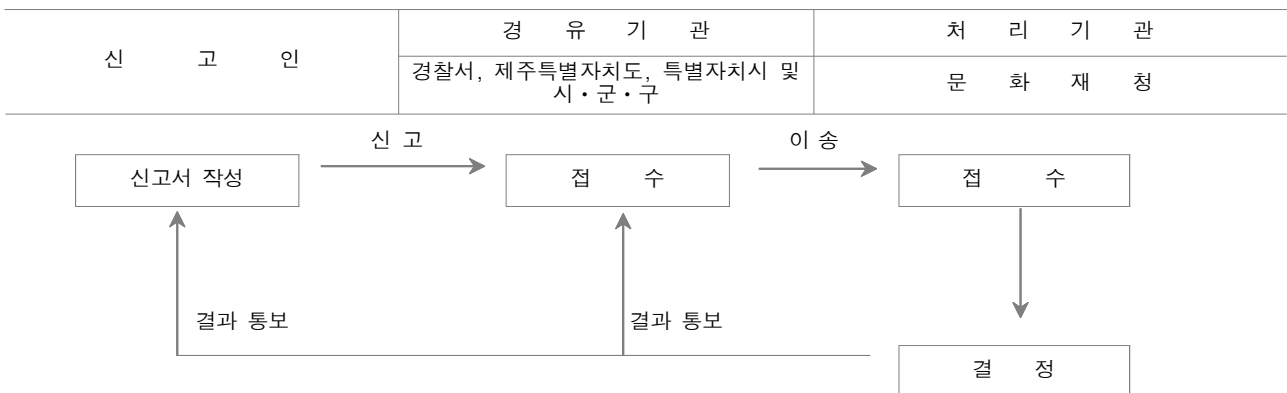 신 고 인
경 유 기 관
처 리 기 관
경찰서, 제주특별자치도, 특별자치시 및
시・군・구
문 화 재 청
신 고
이 송
신고서 작성
접 수
접 수
결과 통보
결과 통보
결 정